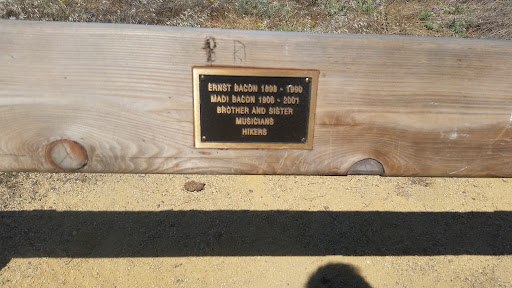 P R
ERNST BACON 1898 - 1990
MADI BACON 1906 - 2001
BROTHER AND SISTER
MUSICIANS
HIKERS